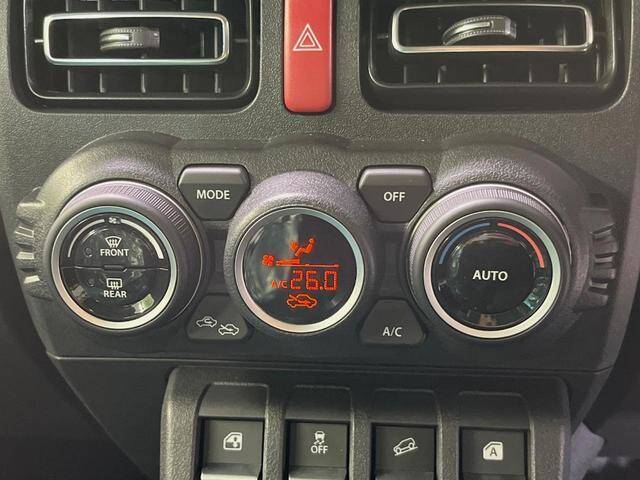 MODE
OFF
FRONT
REAR
A/C 26.0
AUTO
A/C
OFF
A